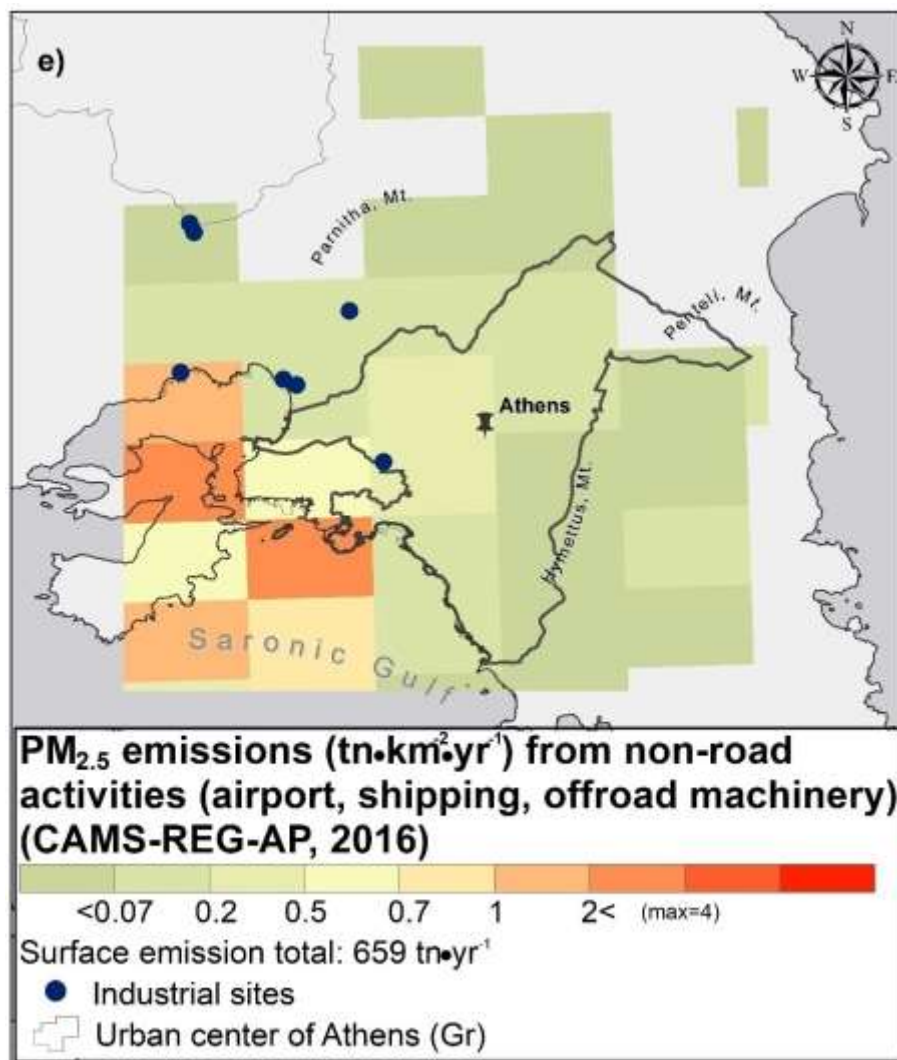 e)
N
W
E
S
Parnitha, Mt.
Penteli, Mt.
Athens
Hymettus, Mt.
Saronic Gulf
PM2.5 emissions (tn•km-2•yr-1) from non-road
activities (airport, shipping, offroad machinery)
(CAMS-REG-AP, 2016)
<0.07 0.2 0.5 0.7 1 2< (max=4)
Surface emission total: 659 tn•yr-1
Industrial sites
Urban center of Athens (Gr)